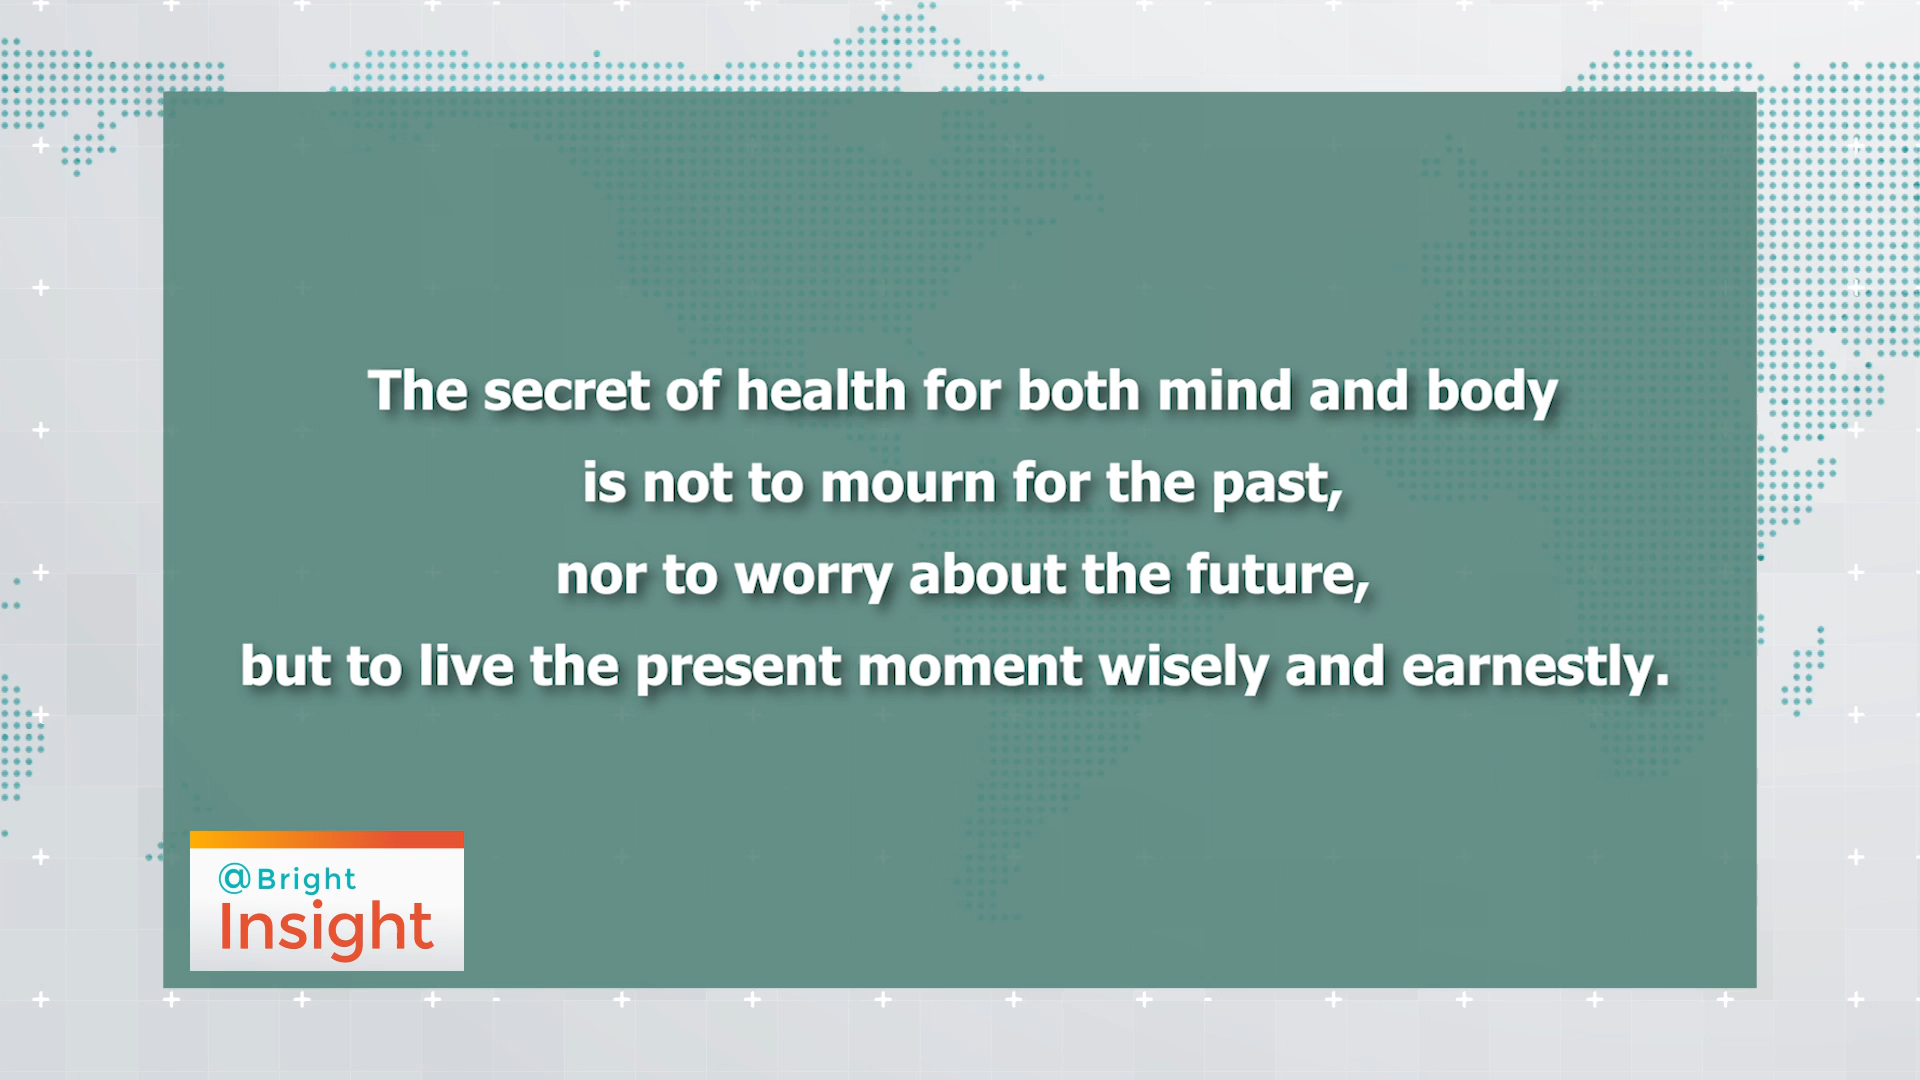 The secret of health for both mind and body
is not to mourn for the past,
nor to worry about the future,
but to live the present moment wisely and earnestly.
@Bright
Insight